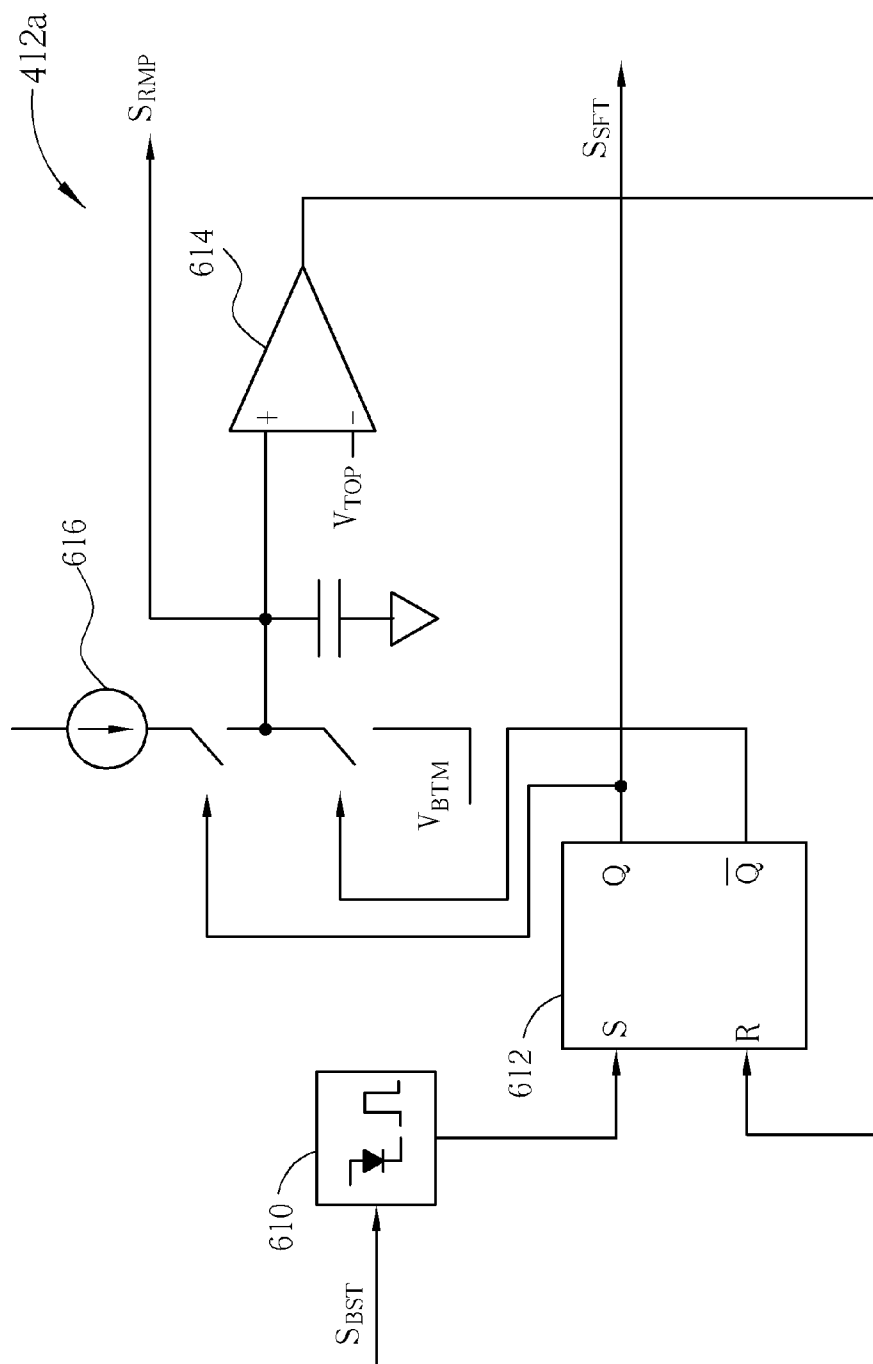 412a
S_RMP
616
614
+
-
V_TOP
V_BTM
S_SFT
S_BST
610
612
S
Q
R
Q̅